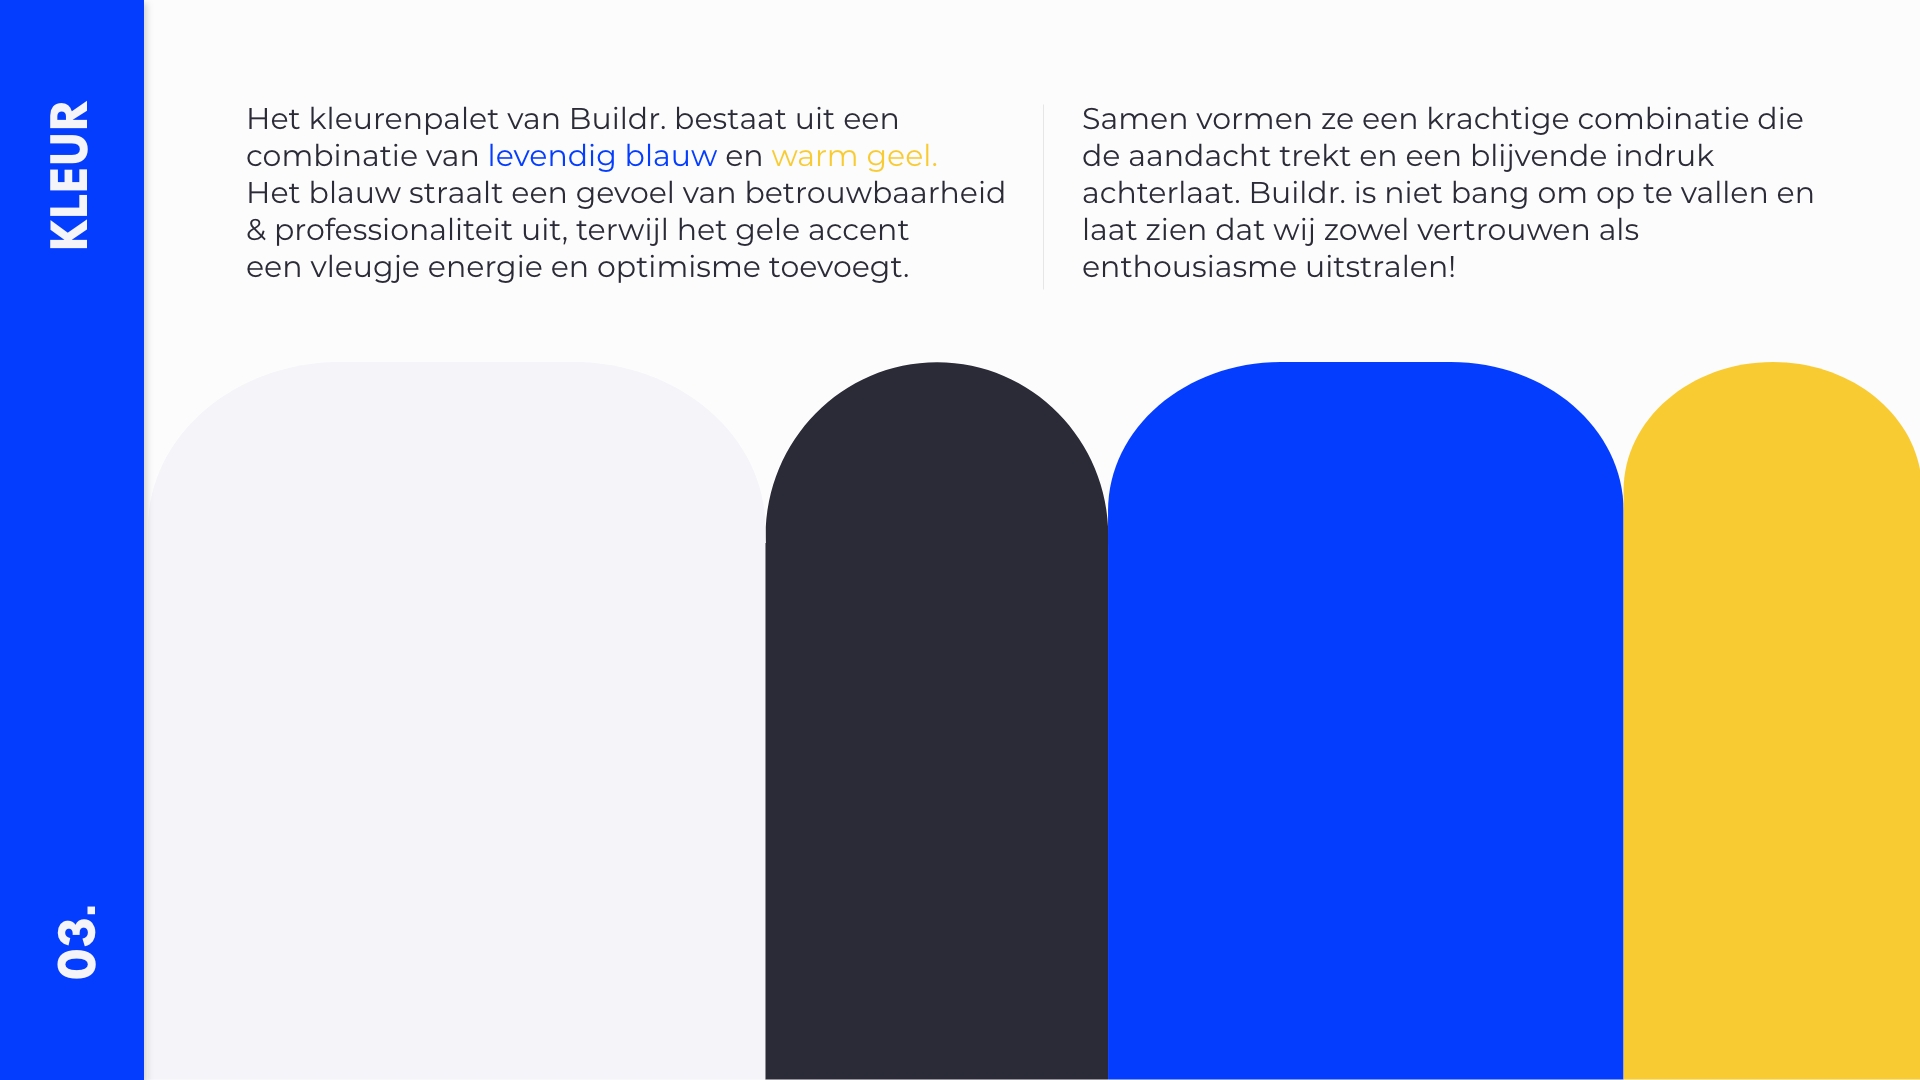 KLEUR
Het kleurenpalet van Buildr. bestaat uit een
combinatie van levendig blauw en warm geel.
Het blauw straalt een gevoel van betrouwbaarheid
& professionaliteit uit, terwijl het gele accent
een vleugje energie en optimisme toevoegt.
Samen vormen ze een krachtige combinatie die
de aandacht trekt en een blijvende indruk
achterlaat. Buildr. is niet bang om op te vallen en
laat zien dat wij zowel vertrouwen als
enthousiasme uitstralen!
03.